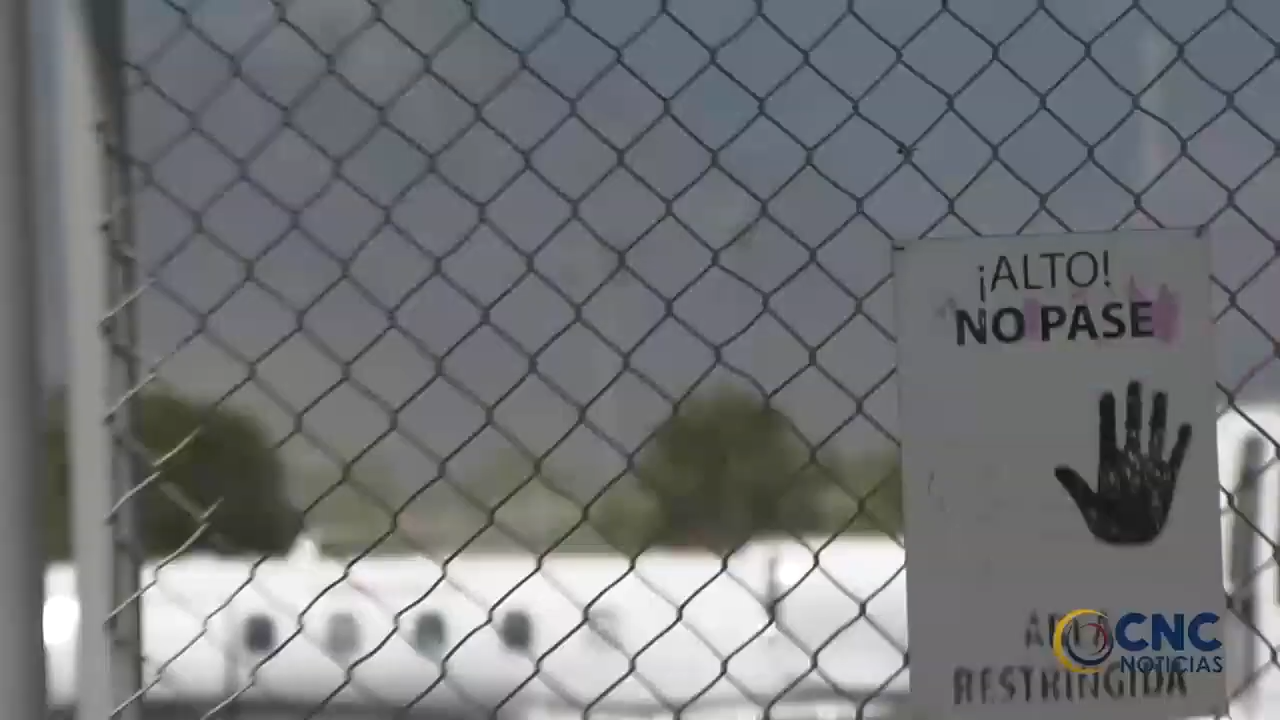 ¡ALTO!
NO PASE
CNC
NOTICIAS
RESTRINGIDA